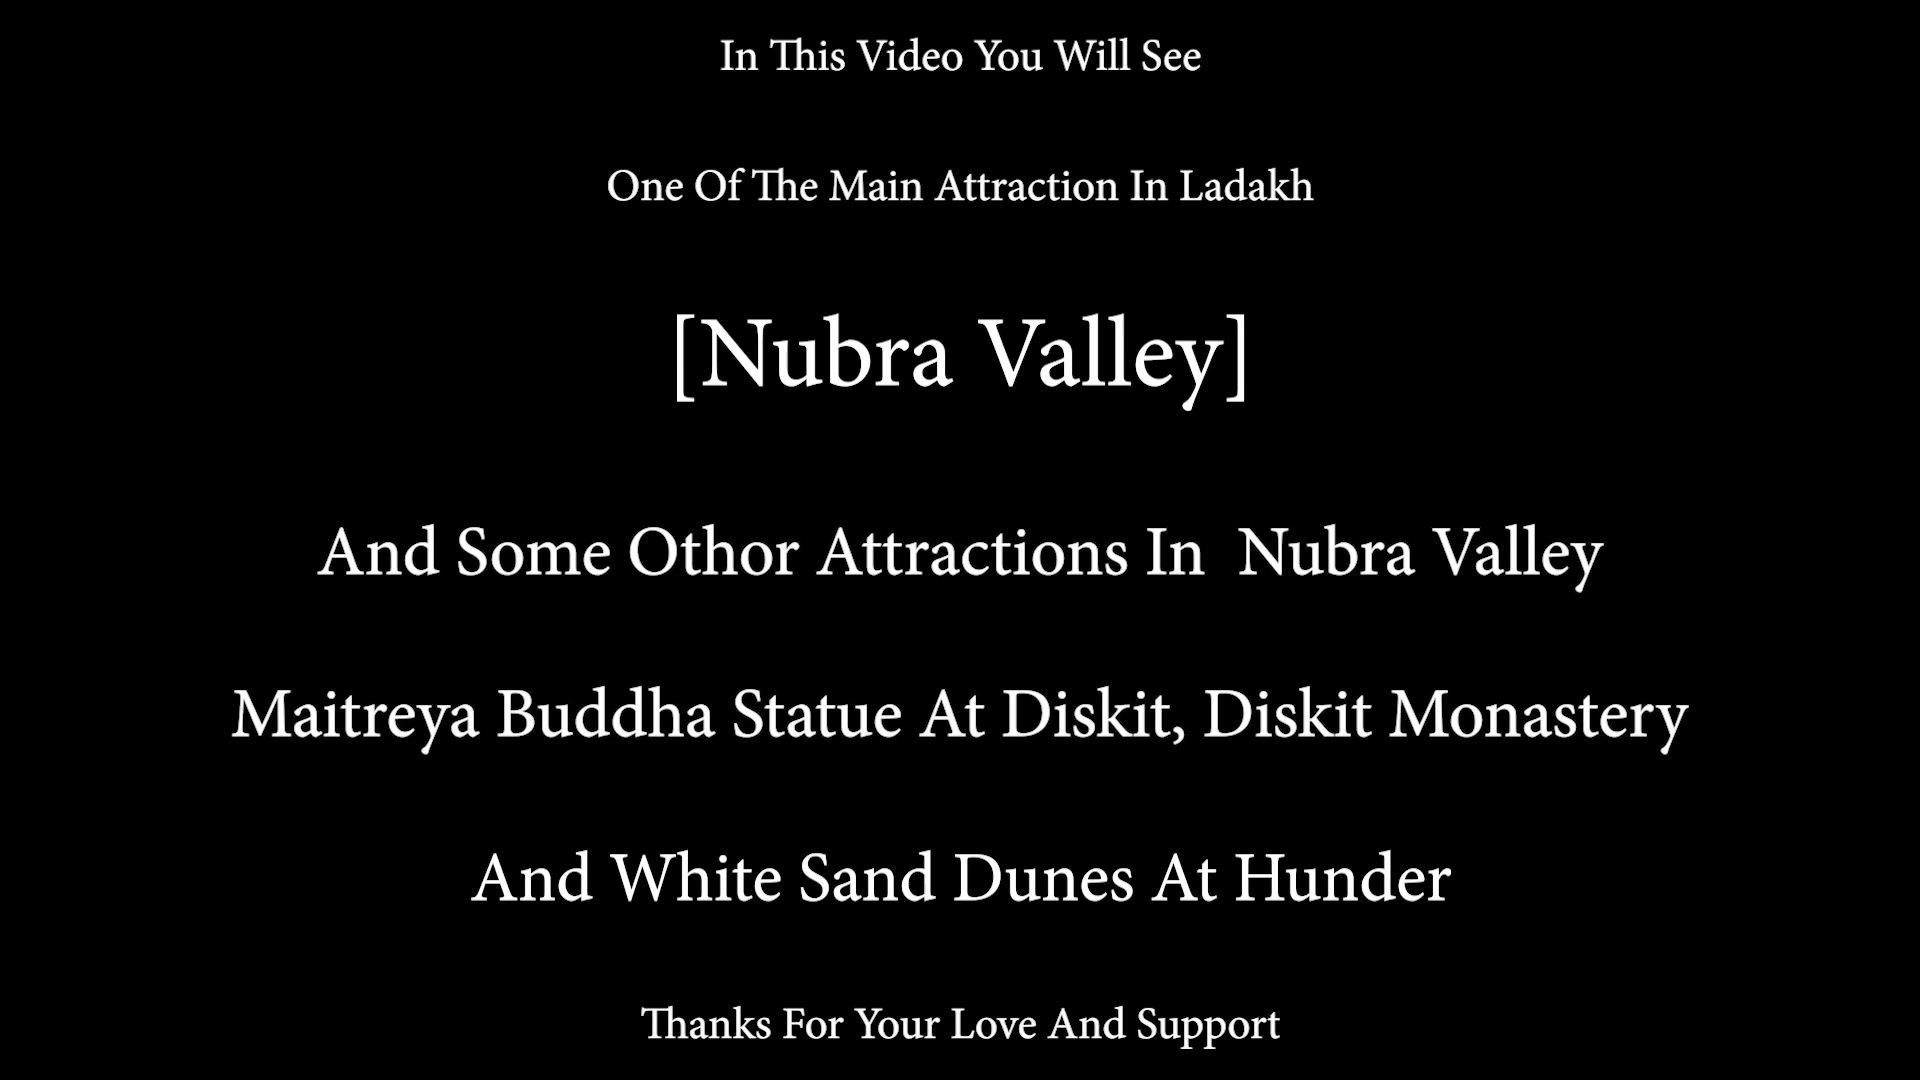 In This Video You Will See
One Of The Main Attraction In Ladakh
[Nubra Valley]
And Some Othor Attractions In  Nubra Valley
Maitreya Buddha Statue At Diskit, Diskit Monastery
And White Sand Dunes At Hunder
Thanks For Your Love And Support